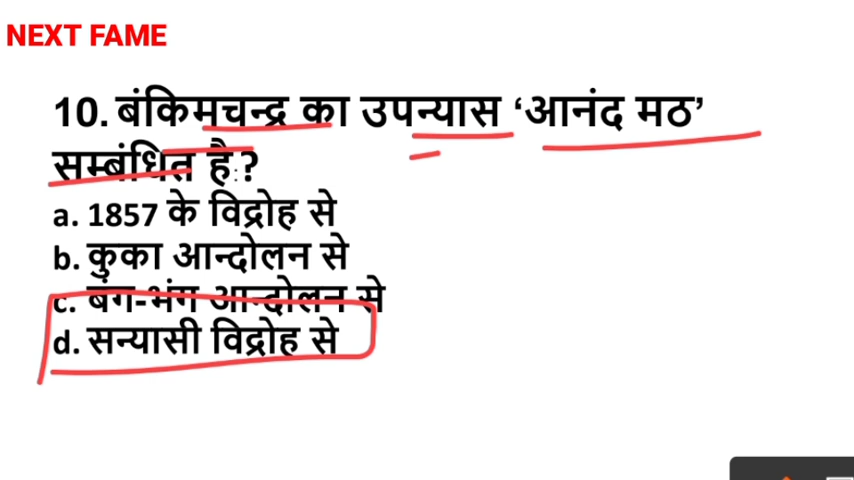 NEXT FAME
10. बंकिमचन्द्र का उपन्यास ‘आनंद मठ’
सम्बंधित है:?
a. 1857 के विद्रोह से
b. कुका आन्दोलन से
c. बंग-भंग आन्दोलन से
d. सन्यासी विद्रोह से